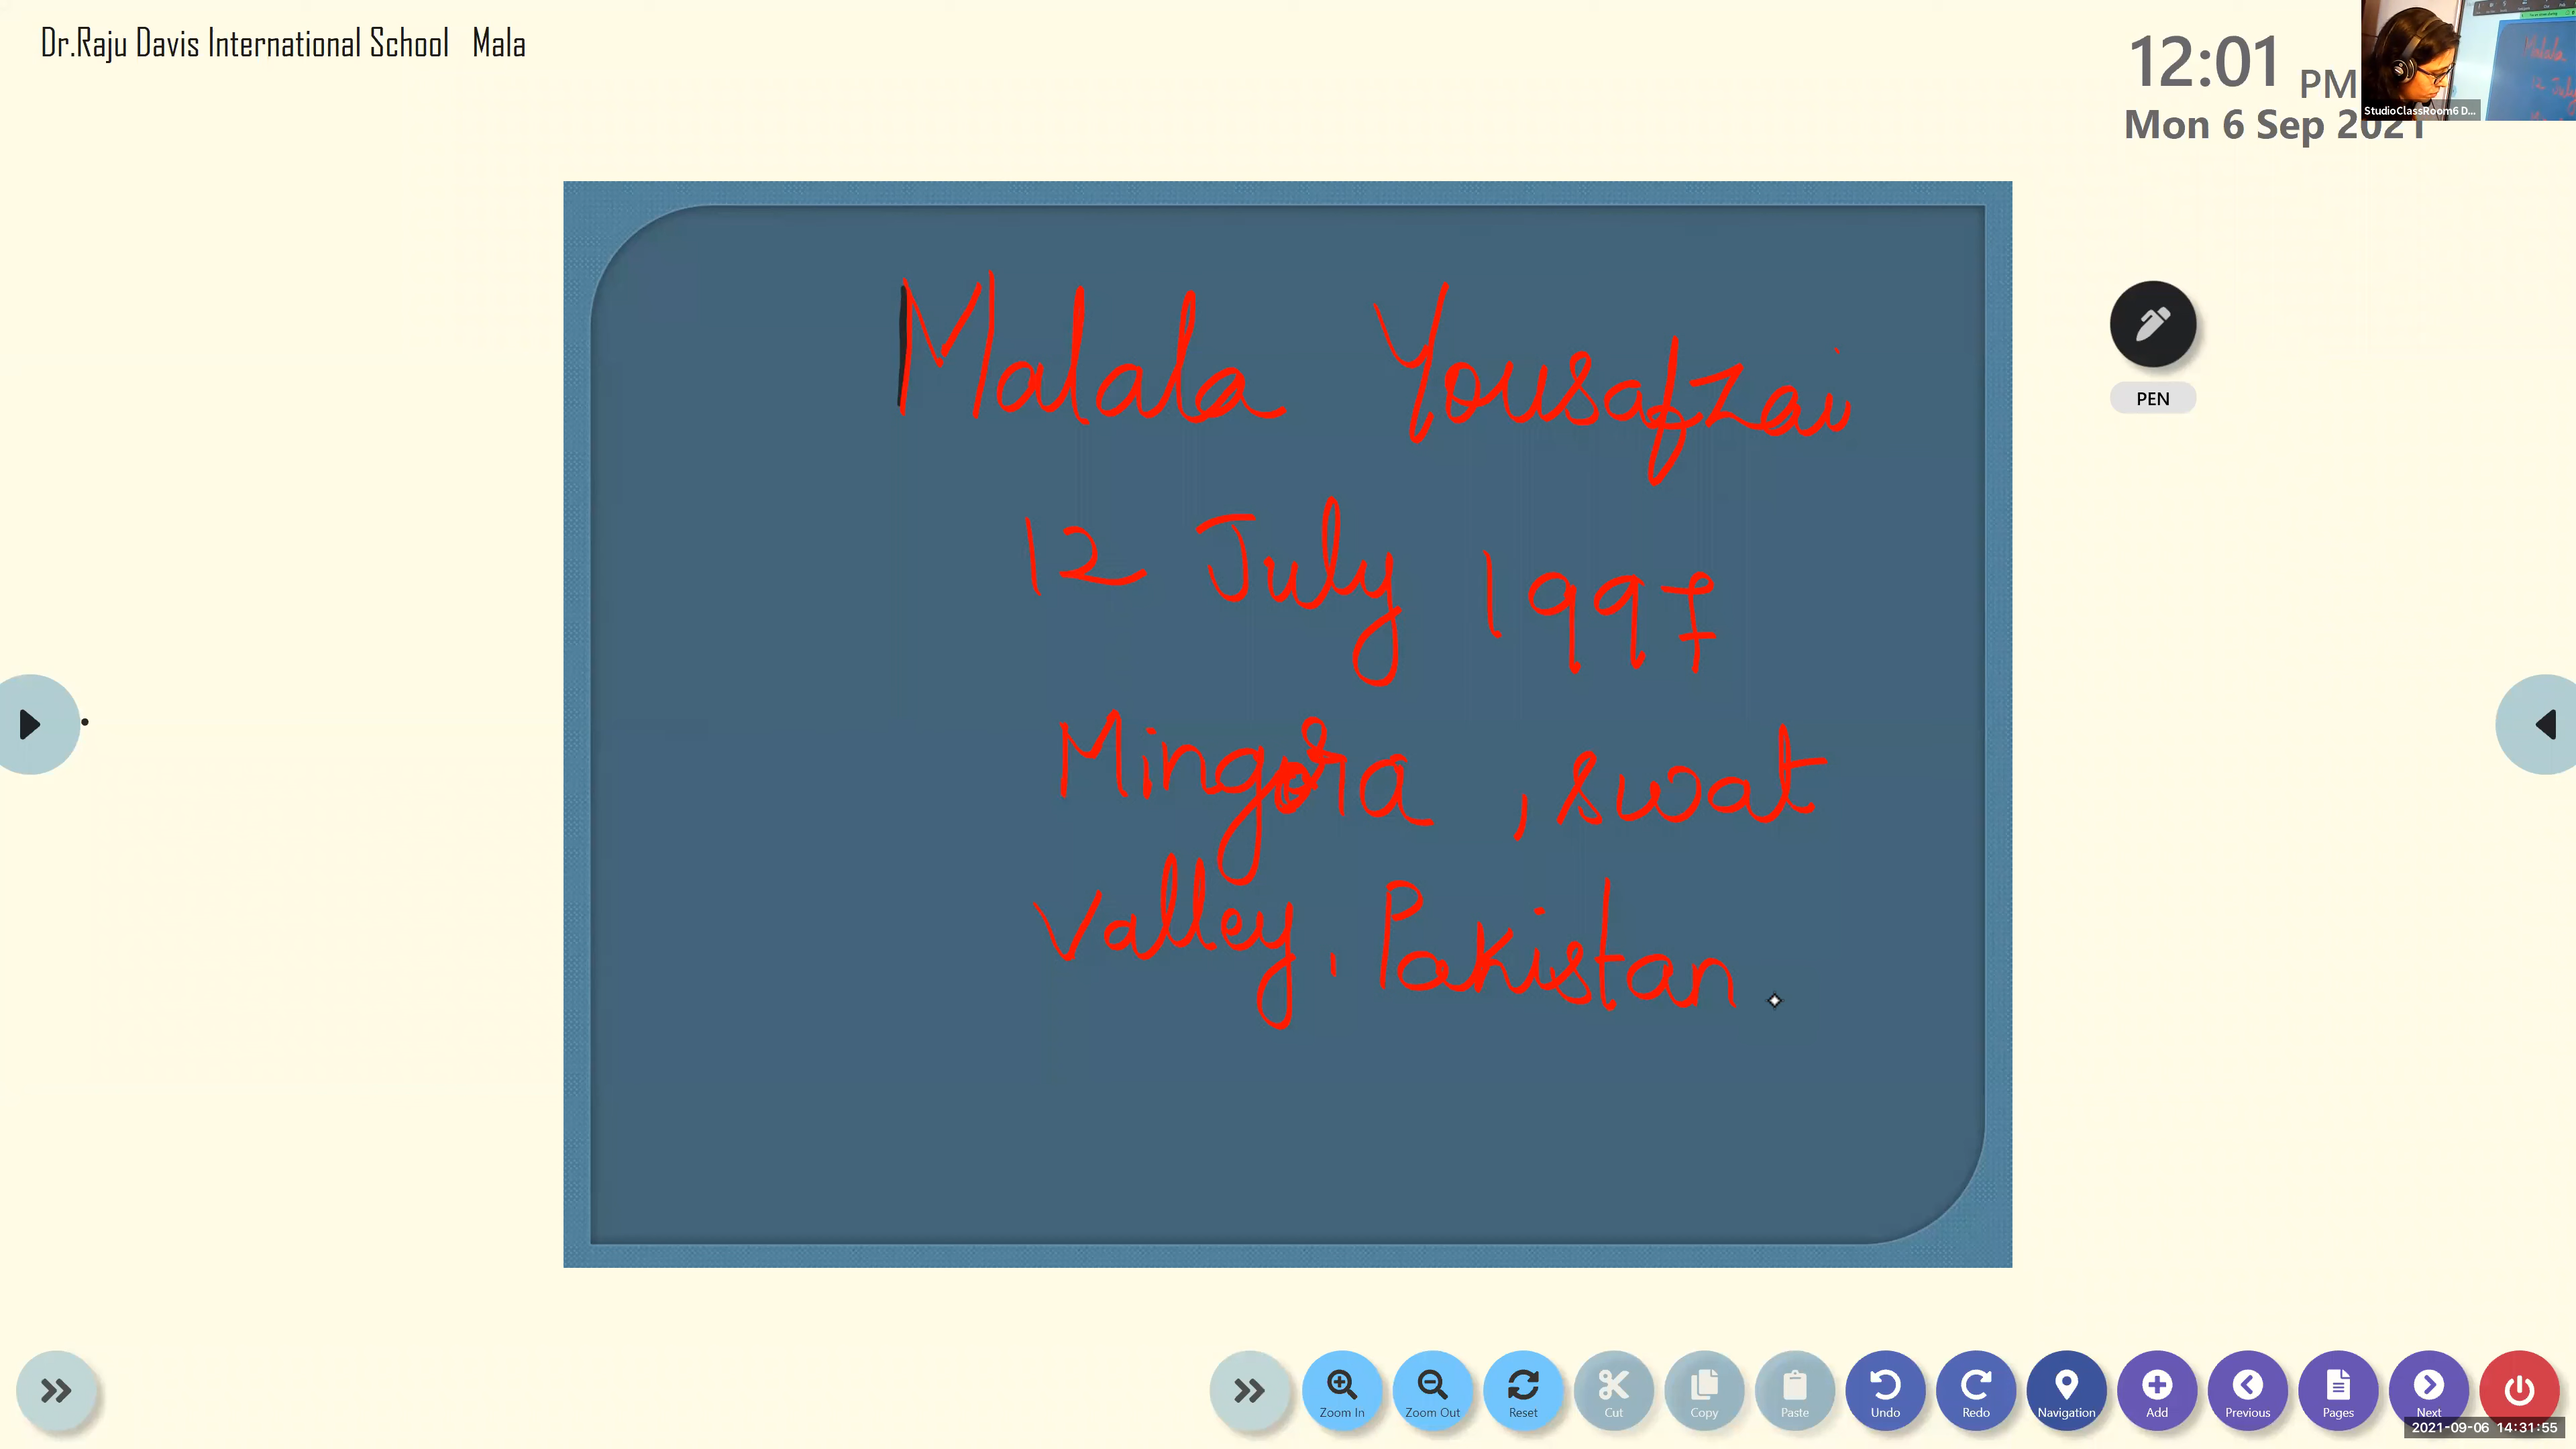 Dr.Raju Davis International School Mala
12:01 PM
Mon 6 Sep 2021
StudioClassRoom6 D...
Malala Yousafzai
12 July 1997
Mingora, swat
valley, Pakistan.
PEN
Zoom In Zoom Out Reset Cut Copy Paste Undo Redo Navigation Add Previous Pages Next
2021-09-06 14:31:55